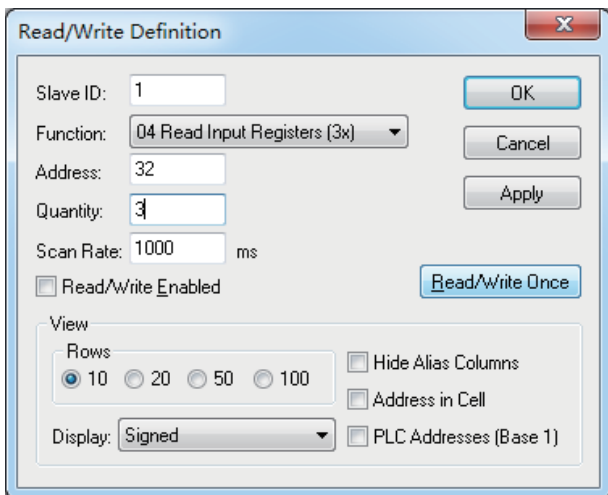 Read/Write Definition
Slave ID: 1
OK
Function: 04 Read Input Registers (3x)
Cancel
Address: 32
Apply
Quantity: 3
Scan Rate: 1000 ms
Read/Write Enabled
Read/Write Once
View
Rows
10 20 50 100
Hide Alias Columns
Address in Cell
Display: Signed
PLC Addresses (Base 1)